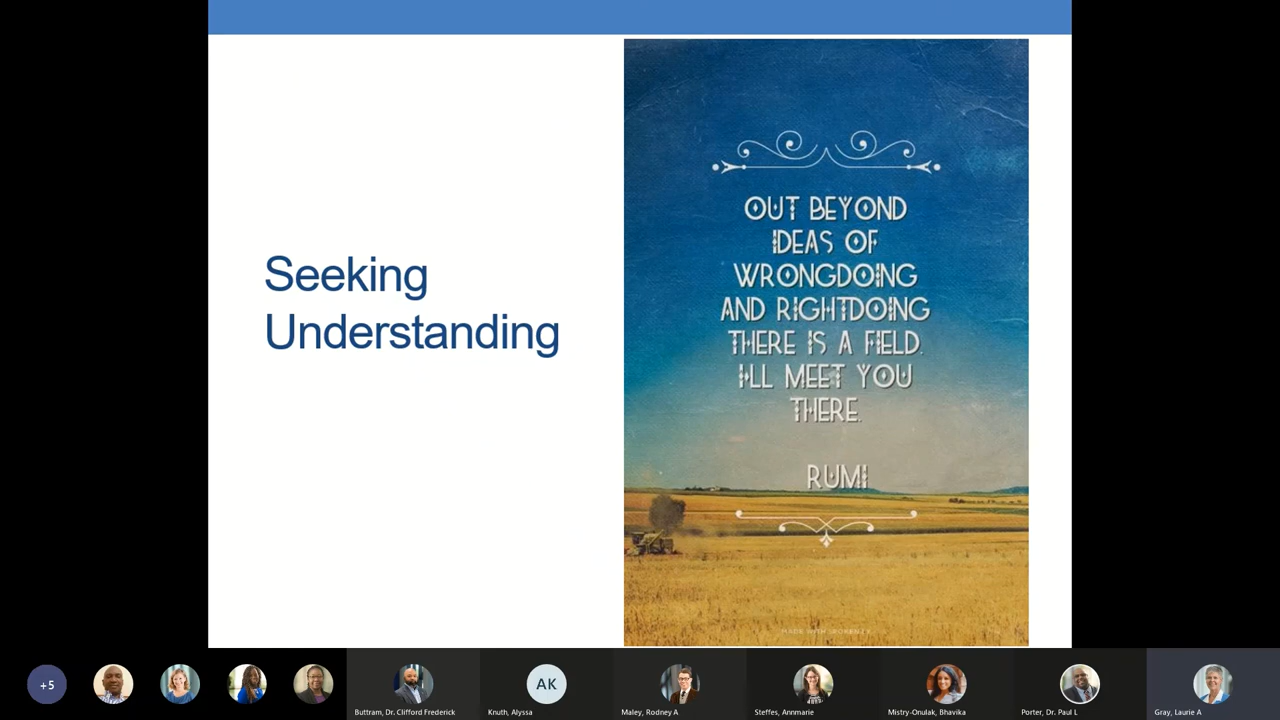 Seeking
Understanding
OUT BEYOND
IDEAS OF
WRONGDOING
AND RIGHTDOING
THERE IS A FIELD.
I'LL MEET YOU
THERE.
RUMI
+5
Buttram, Dr. Clifford Frederick
AK
Knuth, Alyssa
Maley, Rodney A
Steffes, Annmarie
Mistry-Onulak, Bhavika
Porter, Dr. Paul L
Gray, Laurie A